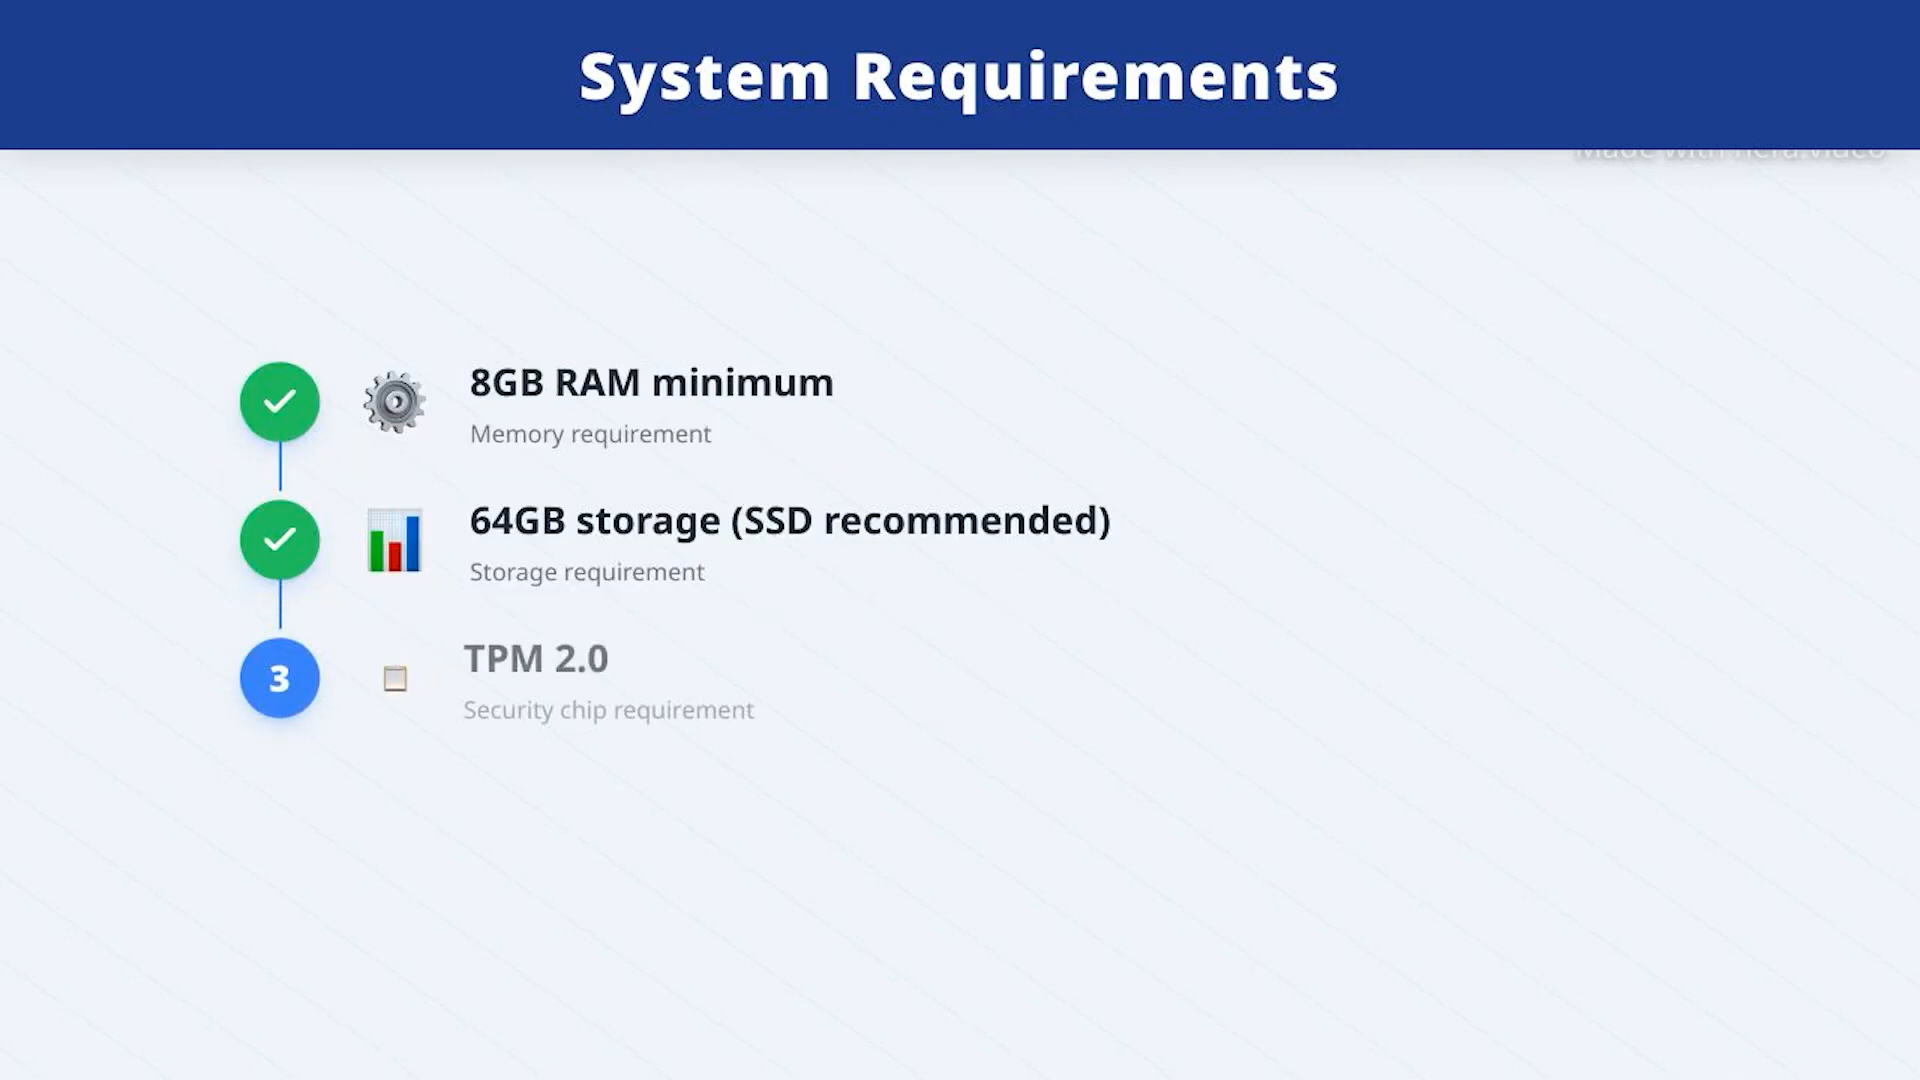 System Requirements
8GB RAM minimum
Memory requirement
64GB storage (SSD recommended)
Storage requirement
3
TPM 2.0
Security chip requirement